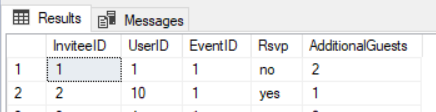 Results Messages
InviteeID UserID EventID Rsvp AdditionalGuests
1 1 1 1 no 2
2 2 10 1 yes 1